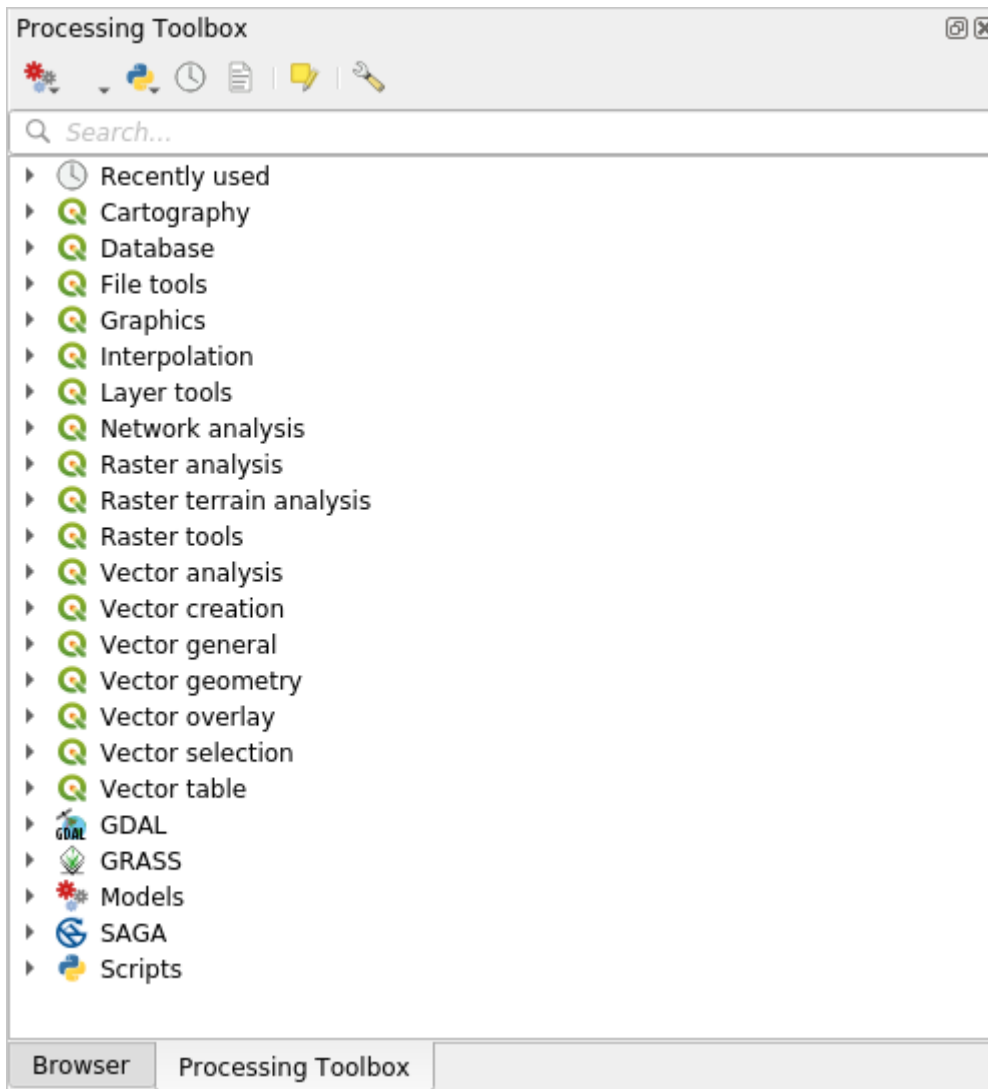 Processing Toolbox
Search...
Recently used
Cartography
Database
File tools
Graphics
Interpolation
Layer tools
Network analysis
Raster analysis
Raster terrain analysis
Raster tools
Vector analysis
Vector creation
Vector general
Vector geometry
Vector overlay
Vector selection
Vector table
GDAL GDAL
GRASS
Models
SAGA
Scripts
Browser Processing Toolbox